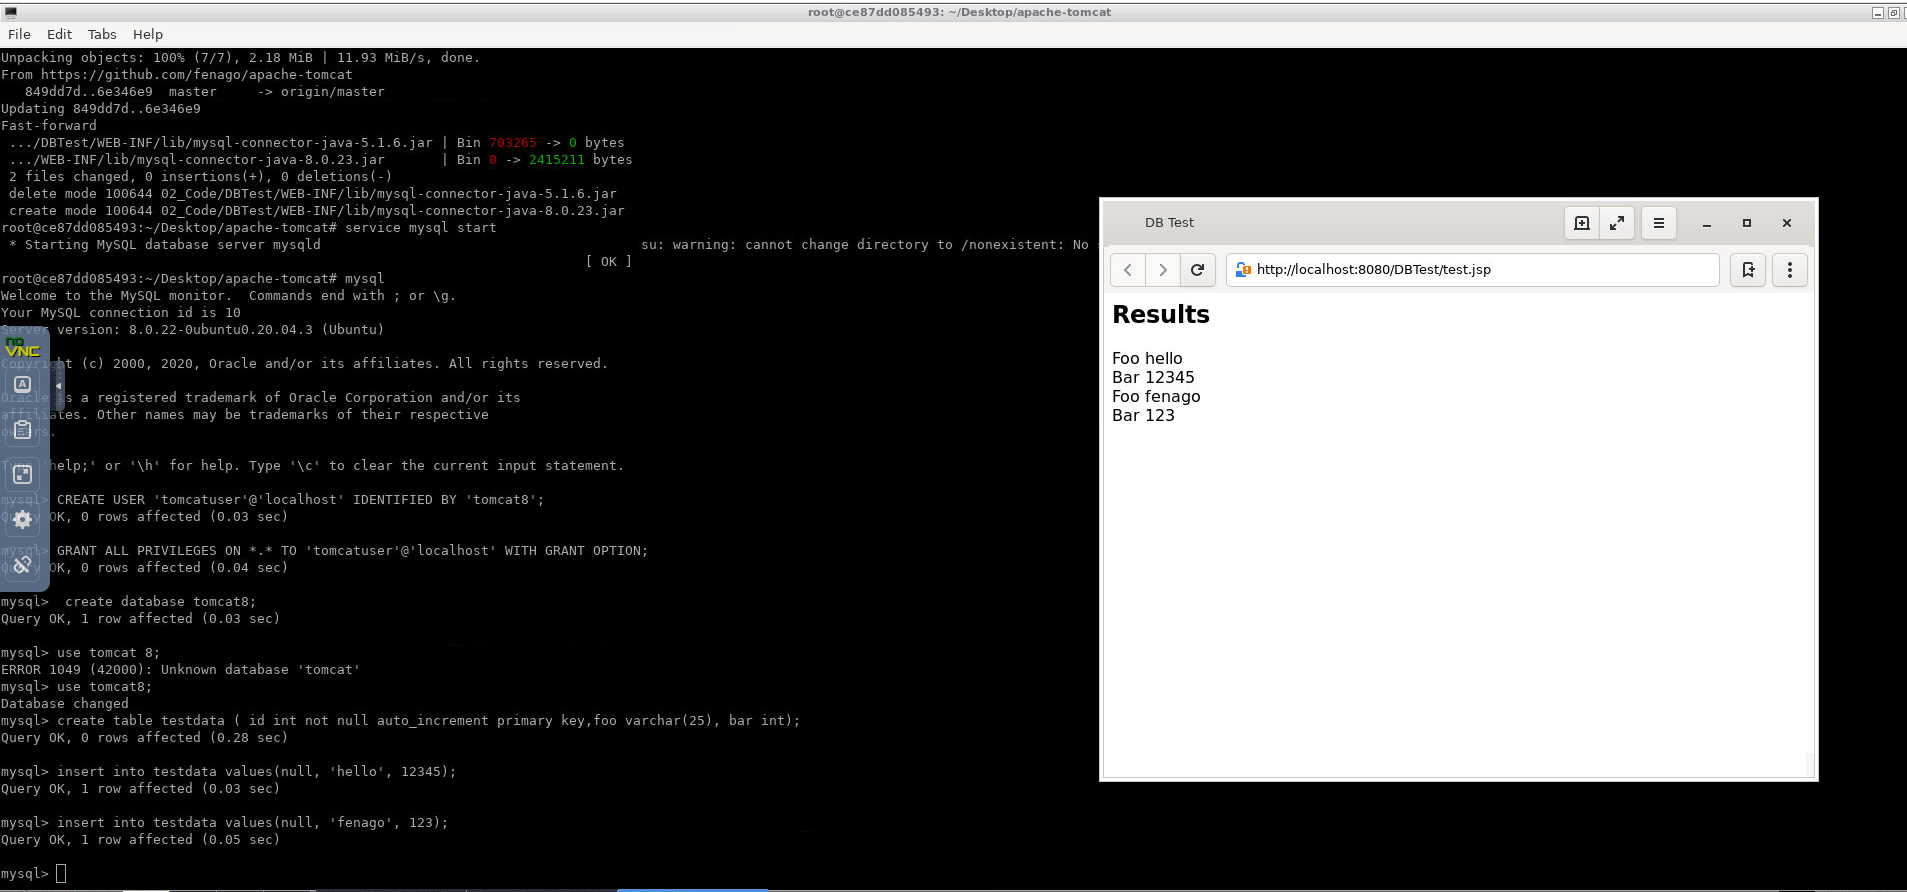 root@ce87dd085493: ~/Desktop/apache-tomcat
File Edit Tabs Help
Unpacking objects: 100% (7/7), 2.18 MiB | 11.93 MiB/s, done.
From https://github.com/fenago/apache-tomcat
849dd7d..6e346e9 master -> origin/master
Updating 849dd7d..6e346e9
Fast-forward
.../DBTest/WEB-INF/lib/mysql-connector-java-5.1.6.jar | Bin 703265 -> 0 bytes
.../WEB-INF/lib/mysql-connector-java-8.0.23.jar | Bin 0 -> 2415211 bytes
2 files changed, 0 insertions(+), 0 deletions(-)
delete mode 100644 02_Code/DBTest/WEB-INF/lib/mysql-connector-java-5.1.6.jar
create mode 100644 02_Code/DBTest/WEB-INF/lib/mysql-connector-java-8.0.23.jar
root@ce87dd085493:~/Desktop/apache-tomcat# service mysql start
* Starting MySQL database server mysqld su: warning: cannot change directory to /nonexistent: No
[ OK ]
root@ce87dd085493:~/Desktop/apache-tomcat# mysql
Welcome to the MySQL monitor. Commands end with ; or \g.
Your MySQL connection id is 10
Server version: 8.0.22-0ubuntu0.20.04.3 (Ubuntu)
Copyright (c) 2000, 2020, Oracle and/or its affiliates. All rights reserved.
Oracle is a registered trademark of Oracle Corporation and/or its
affiliates. Other names may be trademarks of their respective
owners.
Type 'help;' or '\h' for help. Type '\c' to clear the current input statement.
mysql> CREATE USER 'tomcatuser'@'localhost' IDENTIFIED BY 'tomcat8';
Query OK, 0 rows affected (0.03 sec)
mysql> GRANT ALL PRIVILEGES ON *.* TO 'tomcatuser'@'localhost' WITH GRANT OPTION;
Query OK, 0 rows affected (0.04 sec)
mysql> create database tomcat8;
Query OK, 1 row affected (0.03 sec)
mysql> use tomcat 8;
ERROR 1049 (42000): Unknown database 'tomcat'
mysql> use tomcat8;
Database changed
mysql> create table testdata ( id int not null auto_increment primary key,foo varchar(25), bar int);
Query OK, 0 rows affected (0.28 sec)
mysql> insert into testdata values(null, 'hello', 12345);
Query OK, 1 row affected (0.03 sec)
mysql> insert into testdata values(null, 'fenago', 123);
Query OK, 1 row affected (0.05 sec)
mysql>
no
VNC
A
DB Test
http://localhost:8080/DBTest/test.jsp
Results
Foo hello
Bar 12345
Foo fenago
Bar 123